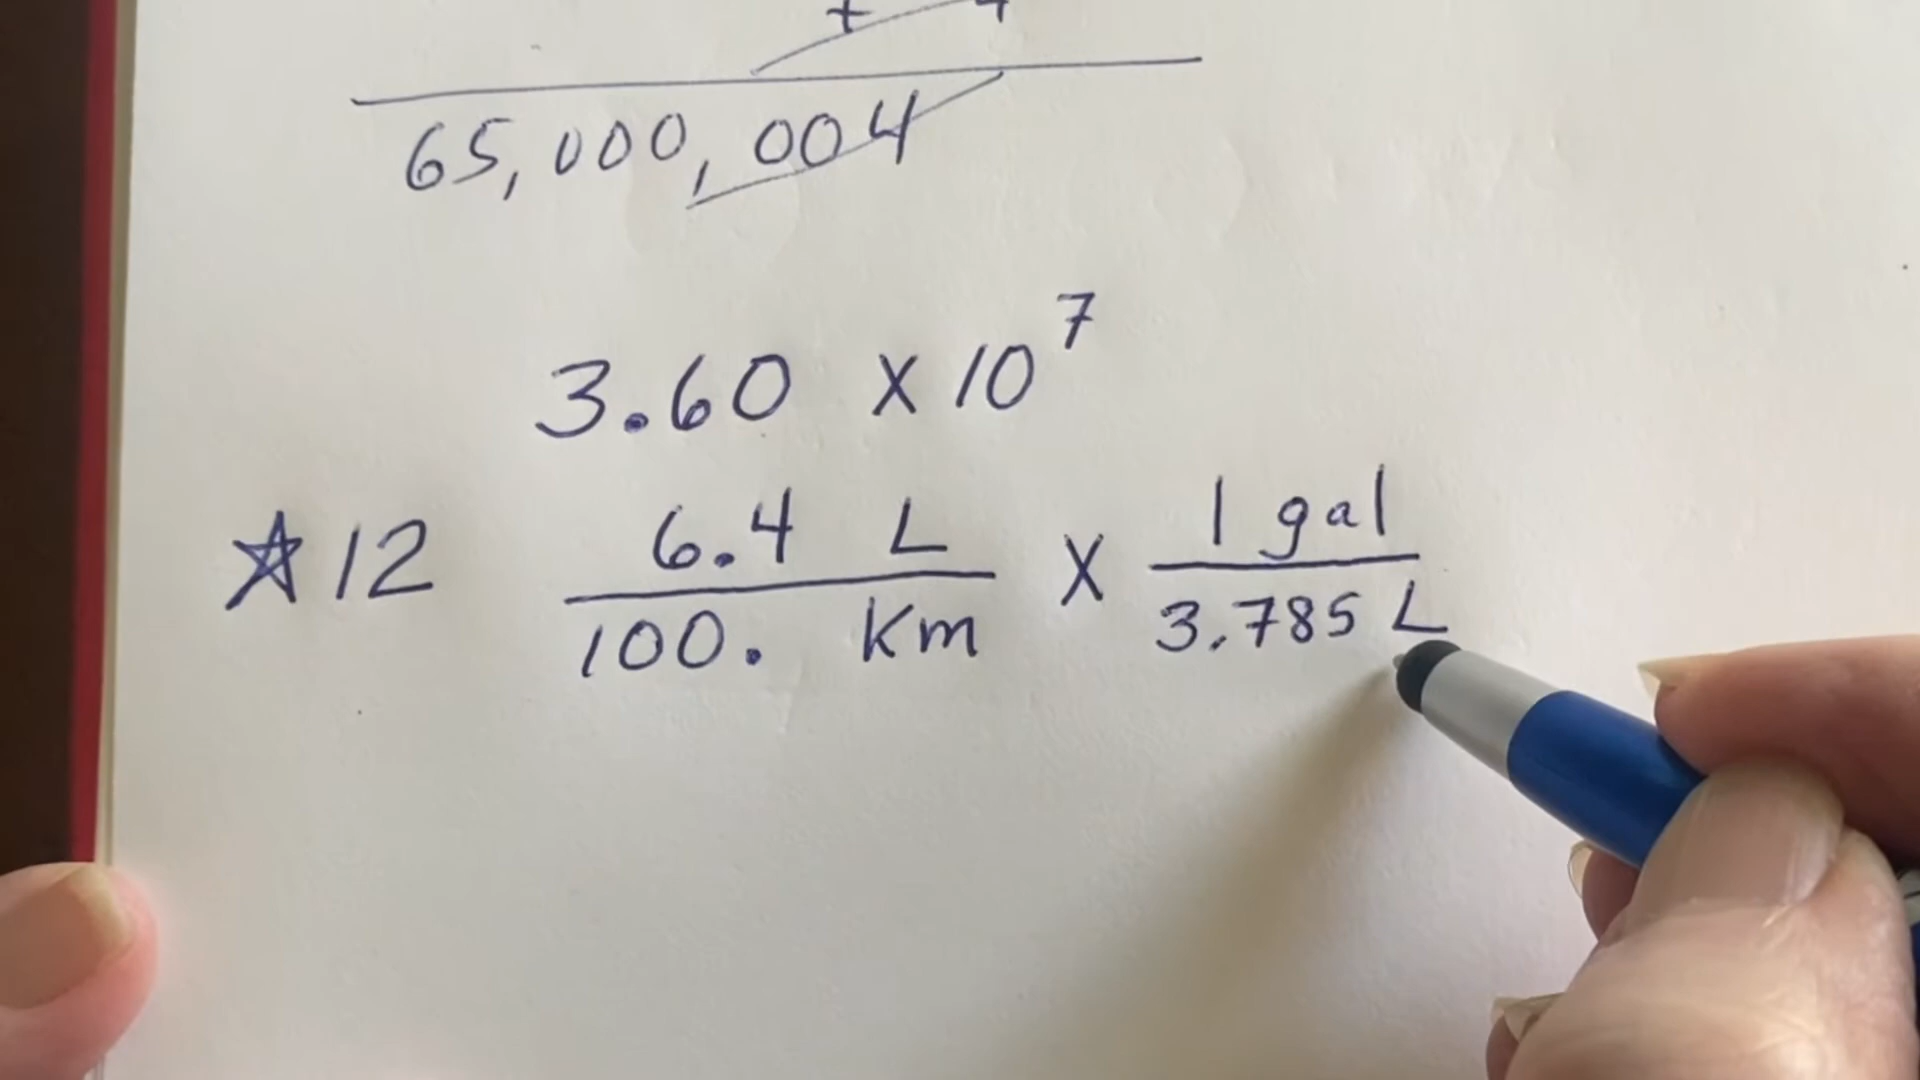 65,000,004
3.60 x 10^7
☆12 6.4 L / 100. Km x 1 gal / 3.785 L